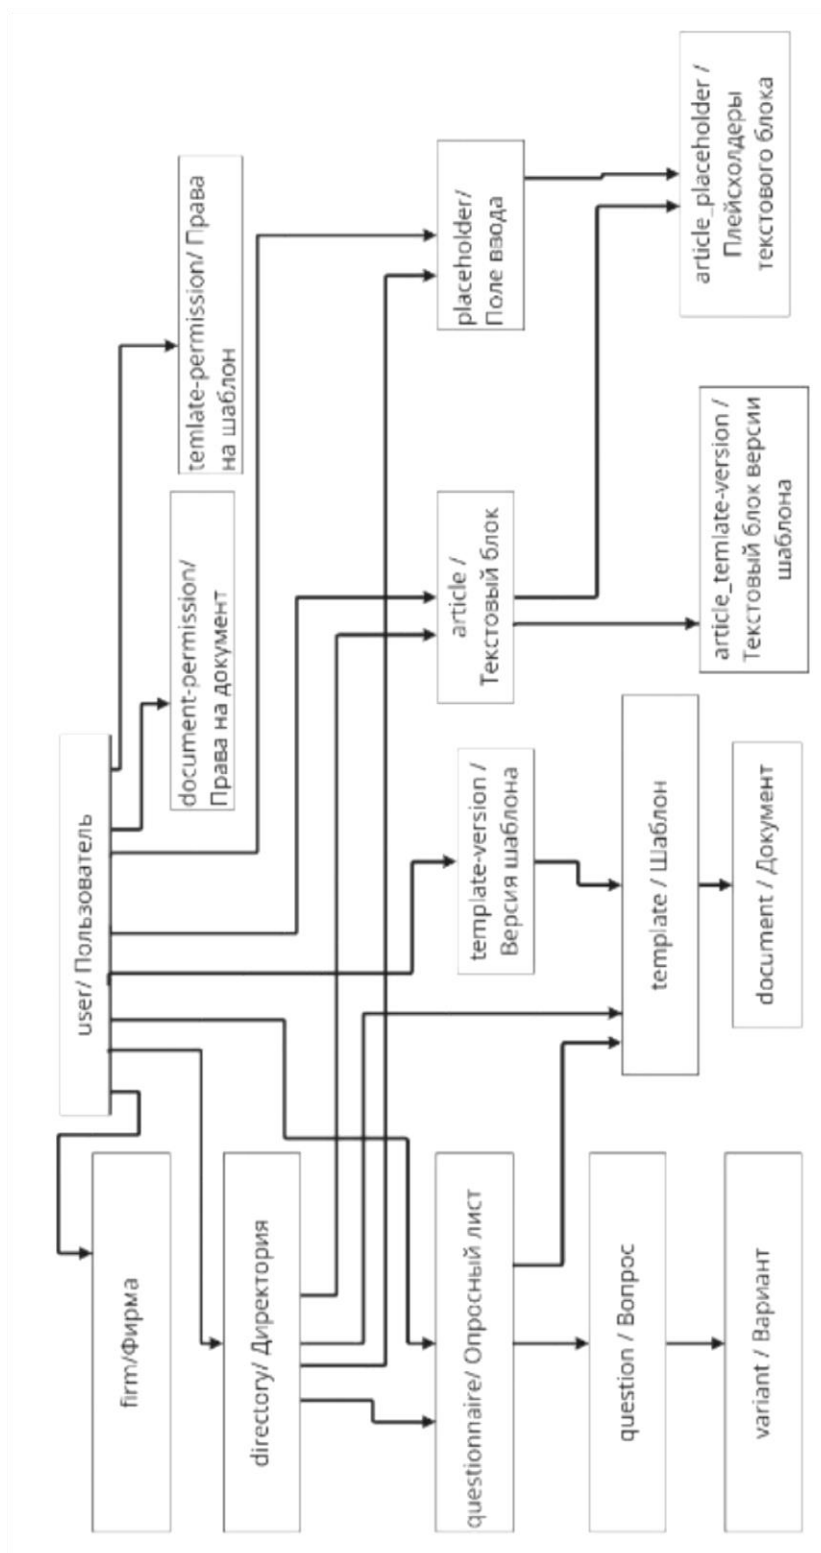 user/ Пользователь
firm/Фирма
directory/ Директория
document-permission/
Права на документ
temlate-permission/ Права
на шаблон
questionnaire/ Опросный лист
template-version /
Версия шаблона
article /
Текстовый блок
placeholder/
Поле ввода
question / Вопрос
template / Шаблон
variant / Вариант
document / Документ
article_temlate-version /
Текстовый блок версии
шаблона
article_placeholder /
Плейсхолдеры
текстового блока